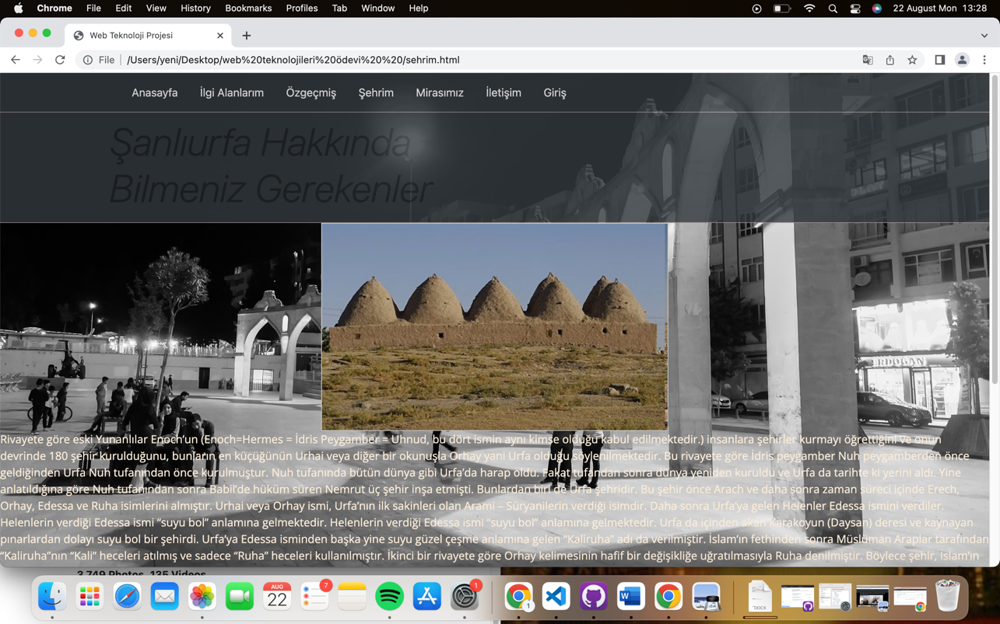 Chrome File Edit View History Bookmarks Profiles Tab Window Help 22 August Mon 13:28
Web Teknoloji Projesi
File /Users/yeni/Desktop/web%20teknolojileri%20ödevi%20%20/sehrim.html
Anasayfa İlgi Alanlarım Özgeçmiş Şehrim Mirasımız İletişim Giriş
Şanlıurfa Hakkında
Bilmeniz Gerekenler
ERDOGAN
Rivayete göre eski Yunanlılar Enoch’un (Enoch=Hermes = İdris Peygamber = Uhnud, bu dört ismin aynı kimse olduğu kabul edilmektedir.) insanlara şehirler kurmayı öğrettiğini ve onun
devrinde 180 şehir kurulduğunu, bunların en küçüğünün Urhai veya diğer bir okunuşla Orhay yani Urfa olduğu söylenilmektedir. Bu rivayete göre İdris peygamber Nuh peygamberden önce
geldiğinden Urfa Nuh tufanından önce kurulmuştur. Nuh tufanında bütün dünya gibi Urfa’da harap oldu. Fakat tufandan sonra dünya yeniden kuruldu ve Urfa da tarihte ki yerini aldı. Yine
anlatıldığına göre Nuh tufanından sonra Babil’de hüküm süren Nemrut üç şehir inşa etmişti. Bunlardan biri de Urfa şehridir. Bu şehir önce Arach ve daha sonra zaman süreci içinde Erech,
Orhay, Edessa ve Ruha isimlerini almıştır. Urhai veya Orhay ismi, Urfa’nın ilk sakinleri olan Arami – Süryanilerin verdiği isimdir. Daha sonra Urfa’ya gelen Helenler Edessa ismini verdiler.
Helenlerin verdiği Edessa ismi “suyu bol” anlamına gelmektedir. Helenlerin verdiği Edessa ismi “suyu bol” anlamına gelmektedir. Urfa da içinden akan Karakoyun (Daysan) deresi ve kaynayan
pınarlardan dolayı suyu bol bir şehirdi. Urfa’ya Edessa isminden başka yine suyu güzel çeşme anlamına gelen “Kaliruha” adı da verilmiştir. İslam’ın fethinden sonra Müslüman Araplar tarafından
“Kaliruha”nın “Kali” heceleri atılmış ve sadece “Ruha” heceleri kullanılmıştır. İkinci bir rivayete göre Orhay kelimesinin hafif bir değişikliğe uğratılmasıyla Ruha denilmiştir. Böylece şehir, İslam’ın
3.749 Photos, 135 Videos
AUG
22
7
1
1
W
DOCX